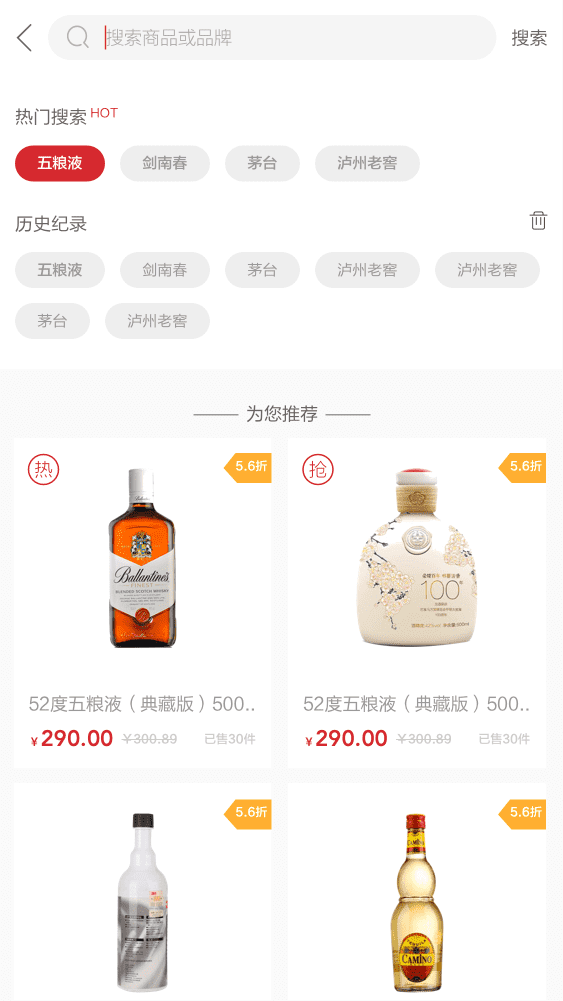 搜索商品或品牌 搜索
热门搜索 HOT
五粮液 剑南春 茅台 泸州老窖
历史纪录
五粮液 剑南春 茅台 泸州老窖 泸州老窖
茅台 泸州老窖
为您推荐
热 5.6折 抢 5.6折
Ballantine's
FINEST
BLENDED SCOTCH WHISKY
100年
52度五粮液（典藏版）500.. 52度五粮液（典藏版）500..
¥290.00 ¥300.89 已售30件 ¥290.00 ¥300.89 已售30件
5.6折 5.6折
CAMINO